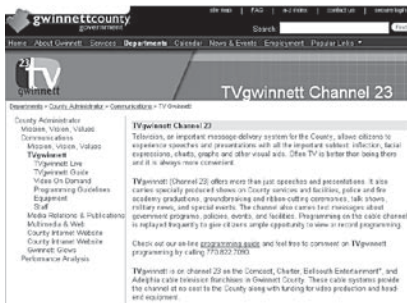 site map | FAQ | a-z index | contact us | secure login
gwinnettcounty
government
Search
Home About Gwinnett Services Departments Calendar News & Events Employment Popular Links
23
tv
gwinnett
TVgwinnett Channel 23
Departments > County Administrator > Communications > TV Gwinnett
County Administrator
Mission, Vision, Values
Communications
Mission, Vision, Values
TVgwinnett
TVgwinnett Live
TVgwinnett Guide
Video On Demand
Programming Guidelines
Equipment
Staff
Media Relations & Publications
Multimedia & Web
County Internet Website
County Intranet Website
Gwinnett Glows
Performance Analysis
TVgwinnett Channel 23
Television, an important message-delivery system for the County, allows citizens to
experience speeches and presentations with all the important subtext: inflection, facial
expressions, charts, graphs and other visual aids. Often TV is better than being there
and it is always more convenient.
TVgwinnett (Channel 23) offers more than just speeches and presentations. It also
carries specially produced shows on County services and facilities, police and fire
academy graduations, groundbreaking and ribbon-cutting ceremonies, talk shows,
military news, and special events. The channel also carries text messages about
government programs, policies, events, and facilities. Programming on the cable channel
is replayed frequently to give citizens ample opportunity to view or record programming.
Check out our on-line programming guide and feel free to comment on TVgwinnett
programming by calling 770.822.7093.
TVgwinnett is on channel 23 on the Comcast, Charter, Bellsouth Entertainment, and
Adelphia cable television franchises in Gwinnett County. These cable systems provide
the channel at no cost to the County along with funding for video production and head-
end equipment.